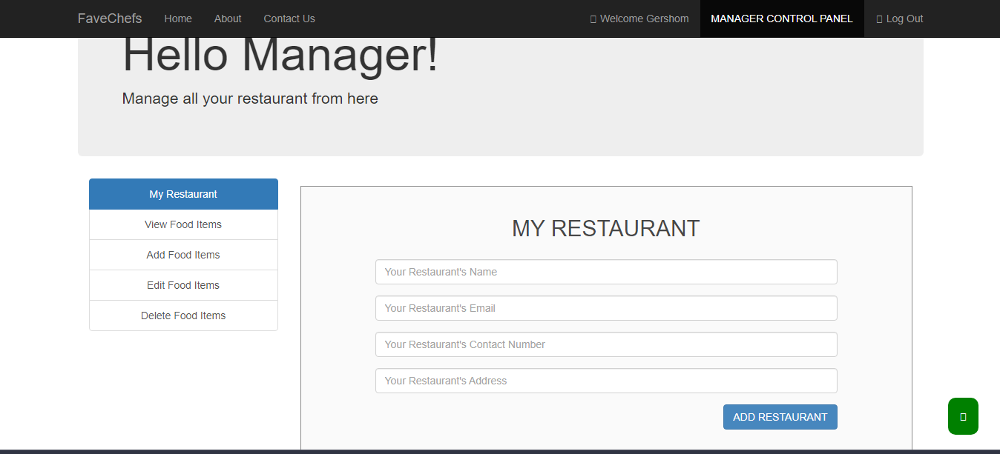 FaveChefs Home About Contact Us Welcome Gershom MANAGER CONTROL PANEL Log Out
Hello Manager!
Manage all your restaurant from here
My Restaurant
View Food Items
Add Food Items
Edit Food Items
Delete Food Items
MY RESTAURANT
Your Restaurant's Name
Your Restaurant's Email
Your Restaurant's Contact Number
Your Restaurant's Address
ADD RESTAURANT